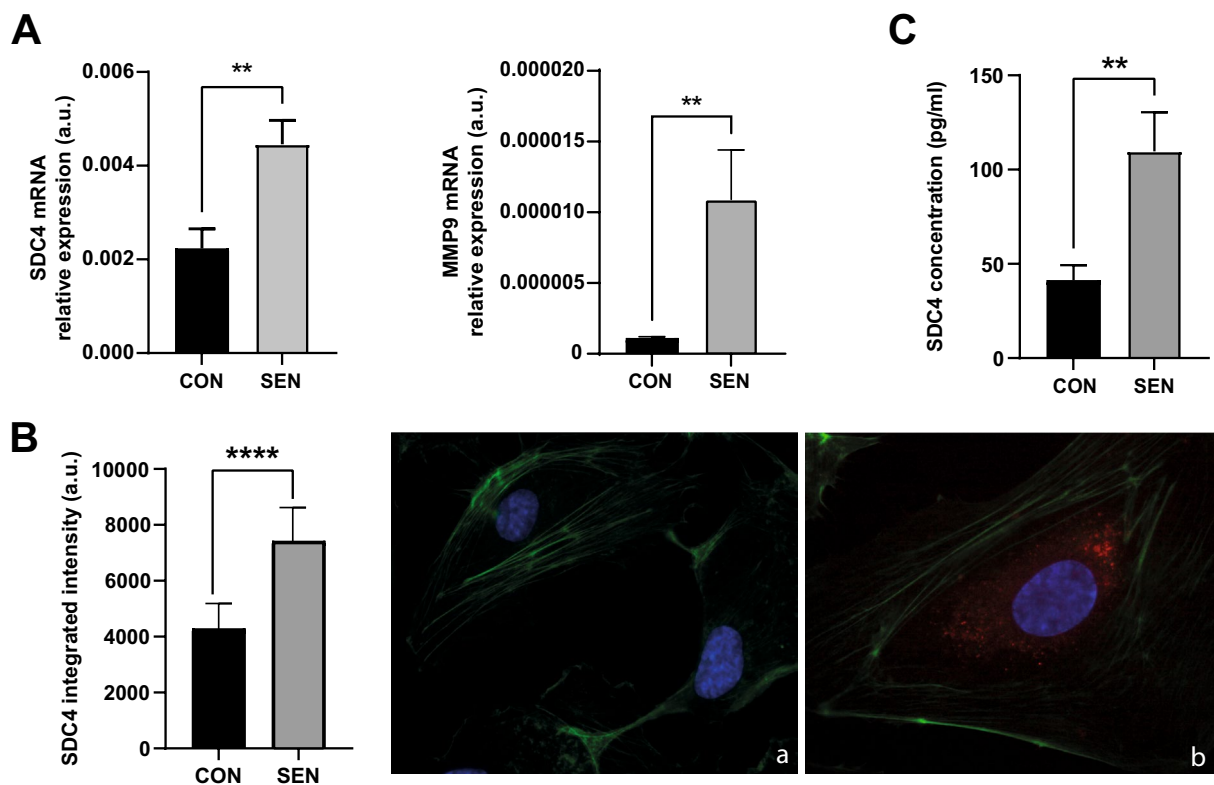 A
SDC4 mRNA
relative expression (a.u.)
0.006
0.004
0.002
0.000
**
CON SEN
MMP9 mRNA
relative expression (a.u.)
0.000020
0.000015
0.000010
0.000005
0
**
CON SEN
C
SDC4 concentration (pg/ml)
150
100
50
0
**
CON SEN
B
SDC4 integrated intensity (a.u.)
10000
8000
6000
4000
2000
0
****
CON SEN
a
b